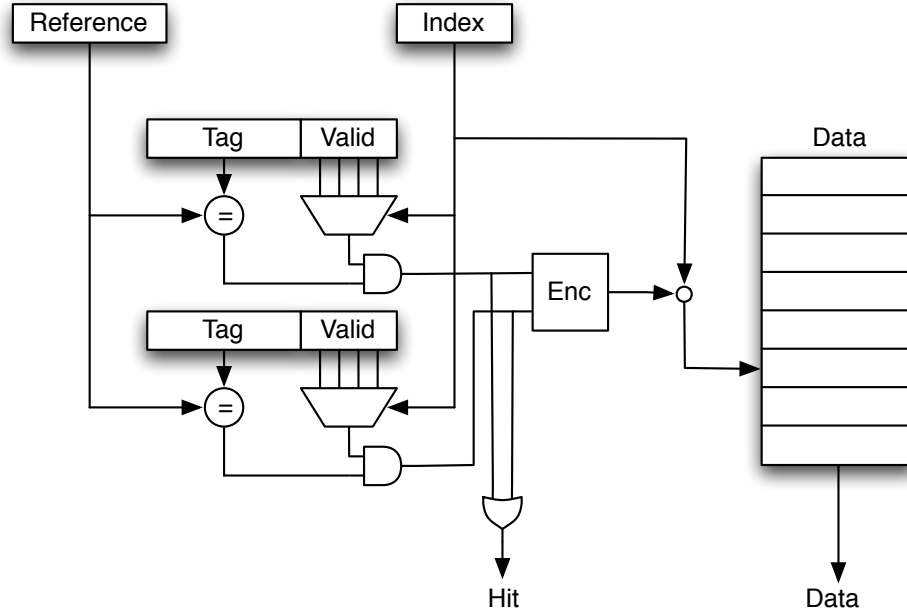 Reference
Index
Tag
Valid
Data
=
Enc
Tag
Valid
=
Hit
Data